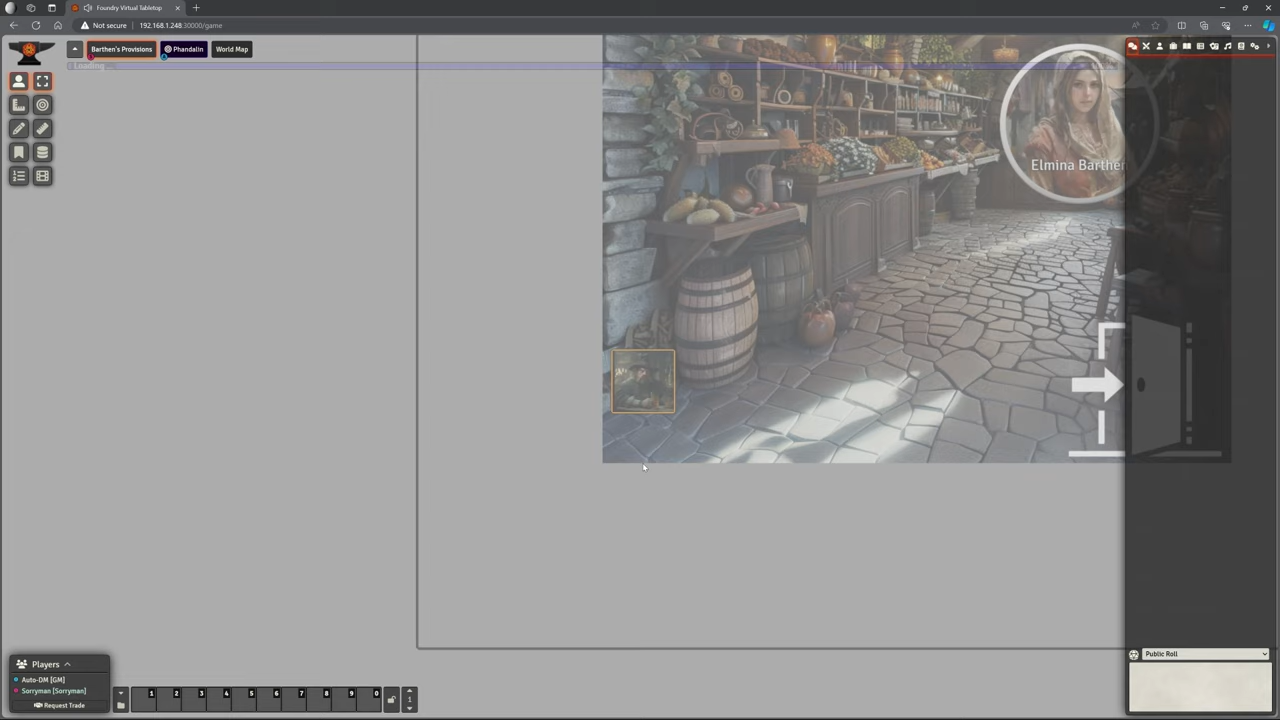 Foundry Virtual Tabletop
Not secure
192.168.1.248:30000/game
Barthen's Provisions
Phandalin
World Map
Loading
Elmina Barthen
Players
Auto-DM [GM]
Sorryman [Sorryman]
Request Trade
1 2 3 4 5 6 7 8 9 0
1
Public Roll